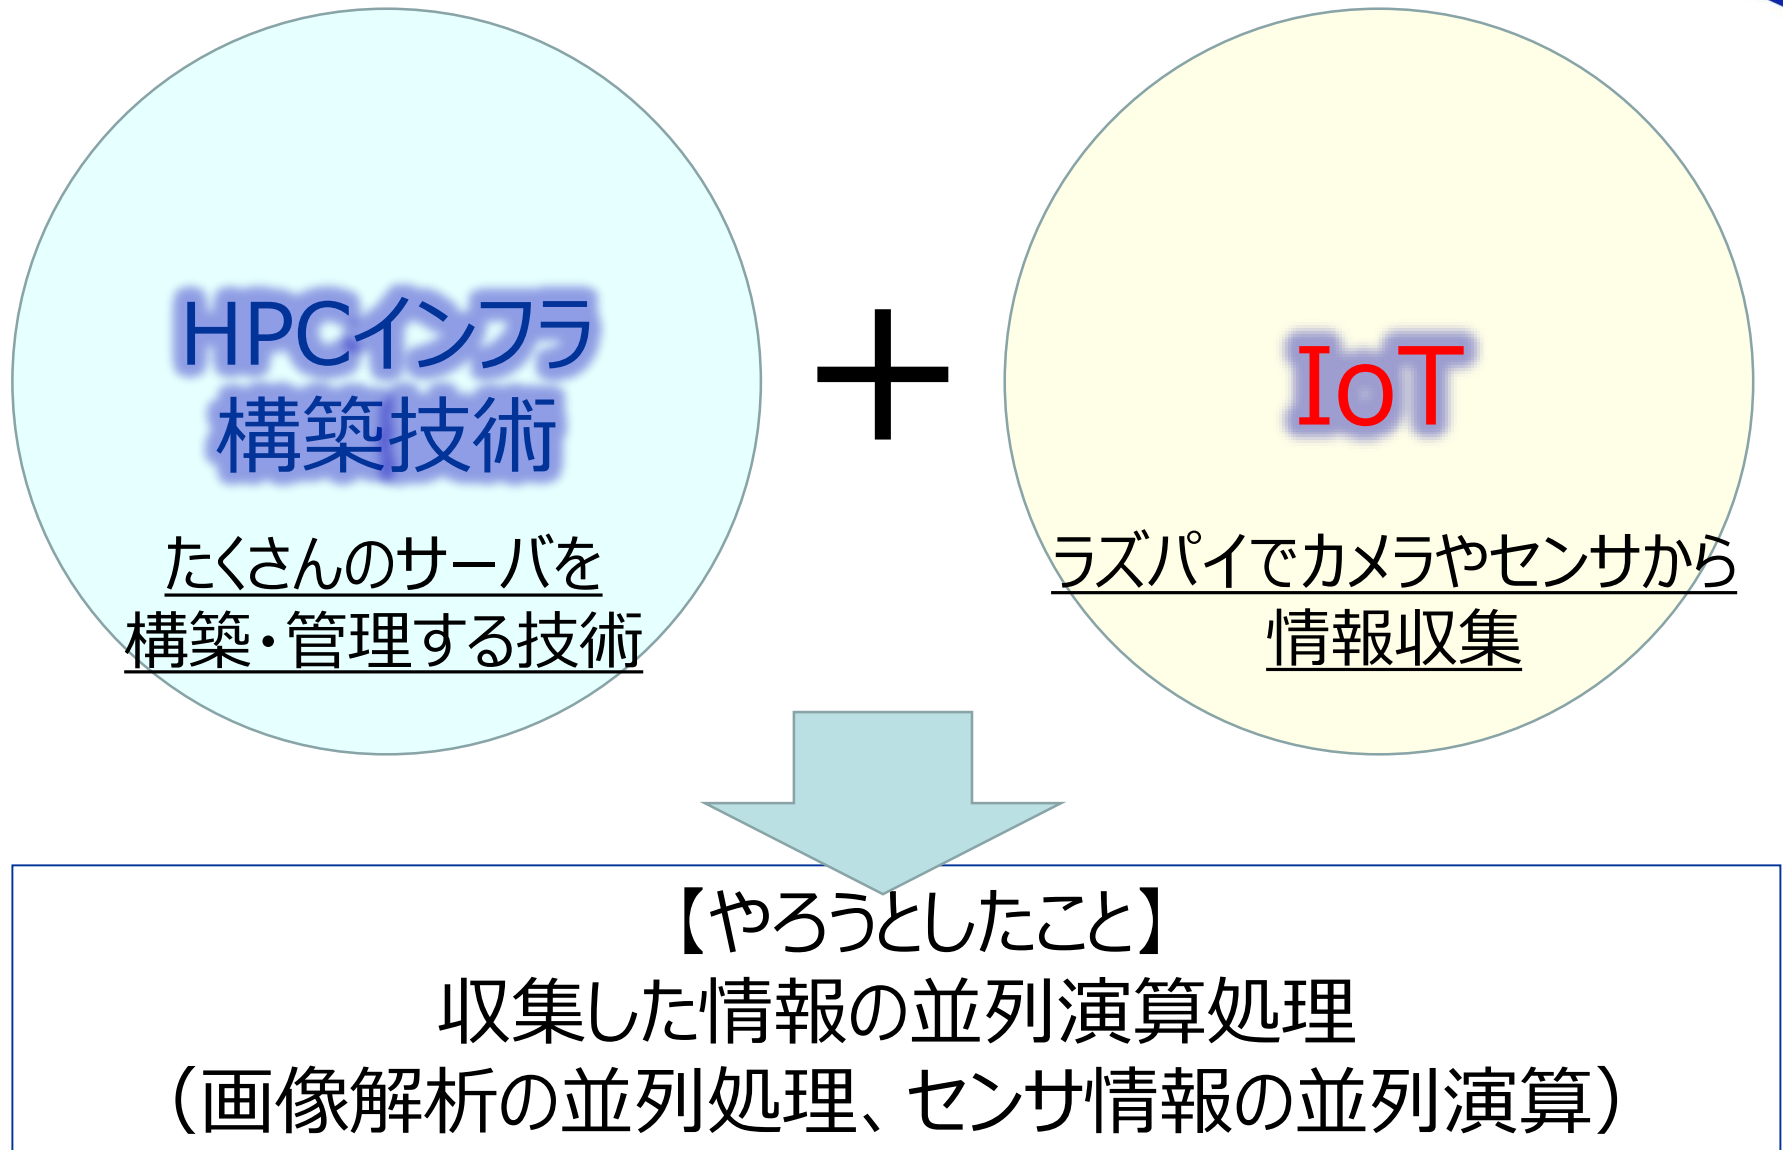 HPCインフラ
構築技術
たくさんのサーバを
構築・管理する技術
＋
IoT
ラズパイでカメラやセンサから
情報収集
【やろうとしたこと】
収集した情報の並列演算処理
（画像解析の並列処理、センサ情報の並列演算）